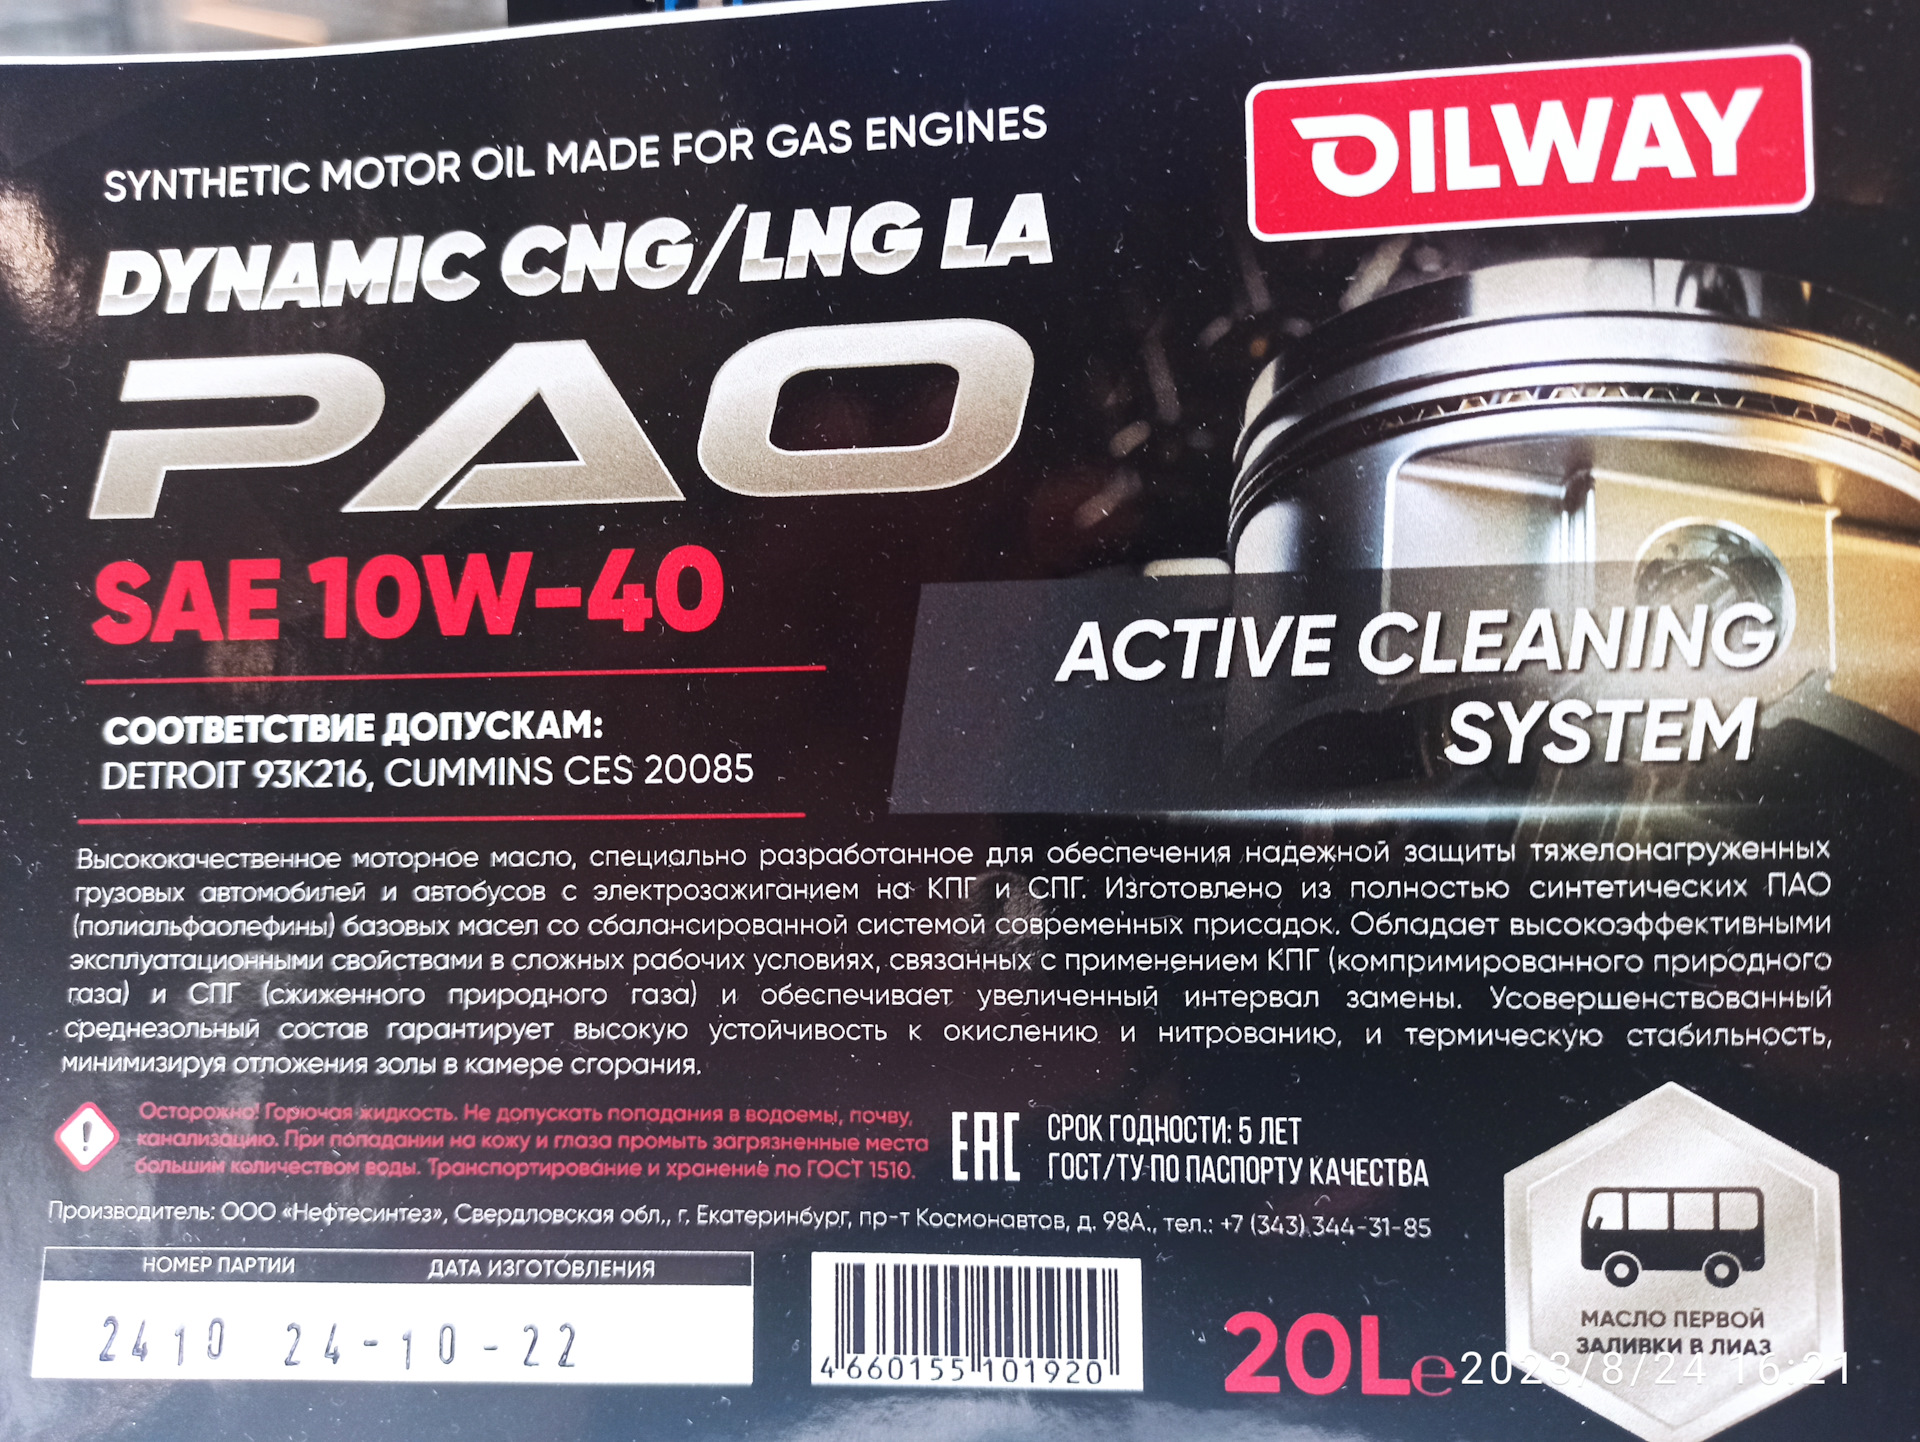 SYNTHETIC MOTOR OIL MADE FOR GAS ENGINES
OILWAY
DYNAMIC CNG/LNG LA
PAO
SAE 10W-40
ACTIVE CLEANING
SYSTEM
СООТВЕТСТВИЕ ДОПУСКАМ:
DETROIT 93K216, CUMMINS CES 20085
Высококачественное моторное масло, специально разработанное для обеспечения надежной защиты тяжелонагруженных
грузовых автомобилей и автобусов с электрозажиганием на КПГ и СПГ. Изготовлено из полностью синтетических ПАО
(полиальфаолефины) базовых масел со сбалансированной системой современных присадок. Обладает высокоэффективными
эксплуатационными свойствами в сложных рабочих условиях, связанных с применением КПГ (компримированного природного
газа) и СПГ (сжиженного природного газа) и обеспечивает увеличенный интервал замены. Усовершенствованный
среднезольный состав гарантирует высокую устойчивость к окислению и нитрованию, и термическую стабильность,
минимизируя отложения золы в камере сгорания.
Осторожно! Горючая жидкость. Не допускать попадания в водоемы, почву,
канализацию. При попадании на кожу и глаза промыть загрязненные места
большим количеством воды. Транспортирование и хранение по ГОСТ 1510.
EAC
СРОК ГОДНОСТИ: 5 ЛЕТ
ГОСТ/ТУ ПО ПАСПОРТУ КАЧЕСТВА
Производитель: ООО «Нефтесинтез», Свердловская обл., г. Екатеринбург, пр-т Космонавтов, д. 98А., тел.: +7 (343) 344-31-85
НОМЕР ПАРТИИ ДАТА ИЗГОТОВЛЕНИЯ
2410 24-10-22
4 660155 101920
20L e
МАСЛО ПЕРВОЙ
ЗАЛИВКИ В ЛИАЗ
2023/8/24 16:21